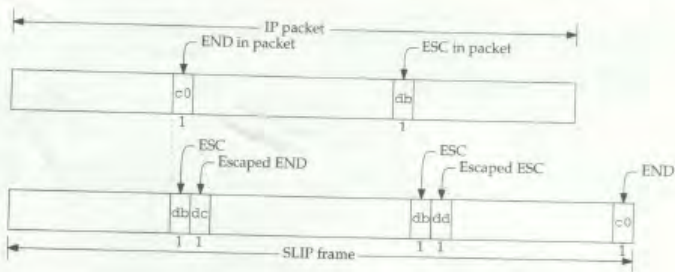 IP packet
END in packet
ESC in packet
c0
db
1
1
ESC
Escaped END
ESC
Escaped ESC
END
db
dc
db
dd
c0
1
1
1
1
1
SLIP frame